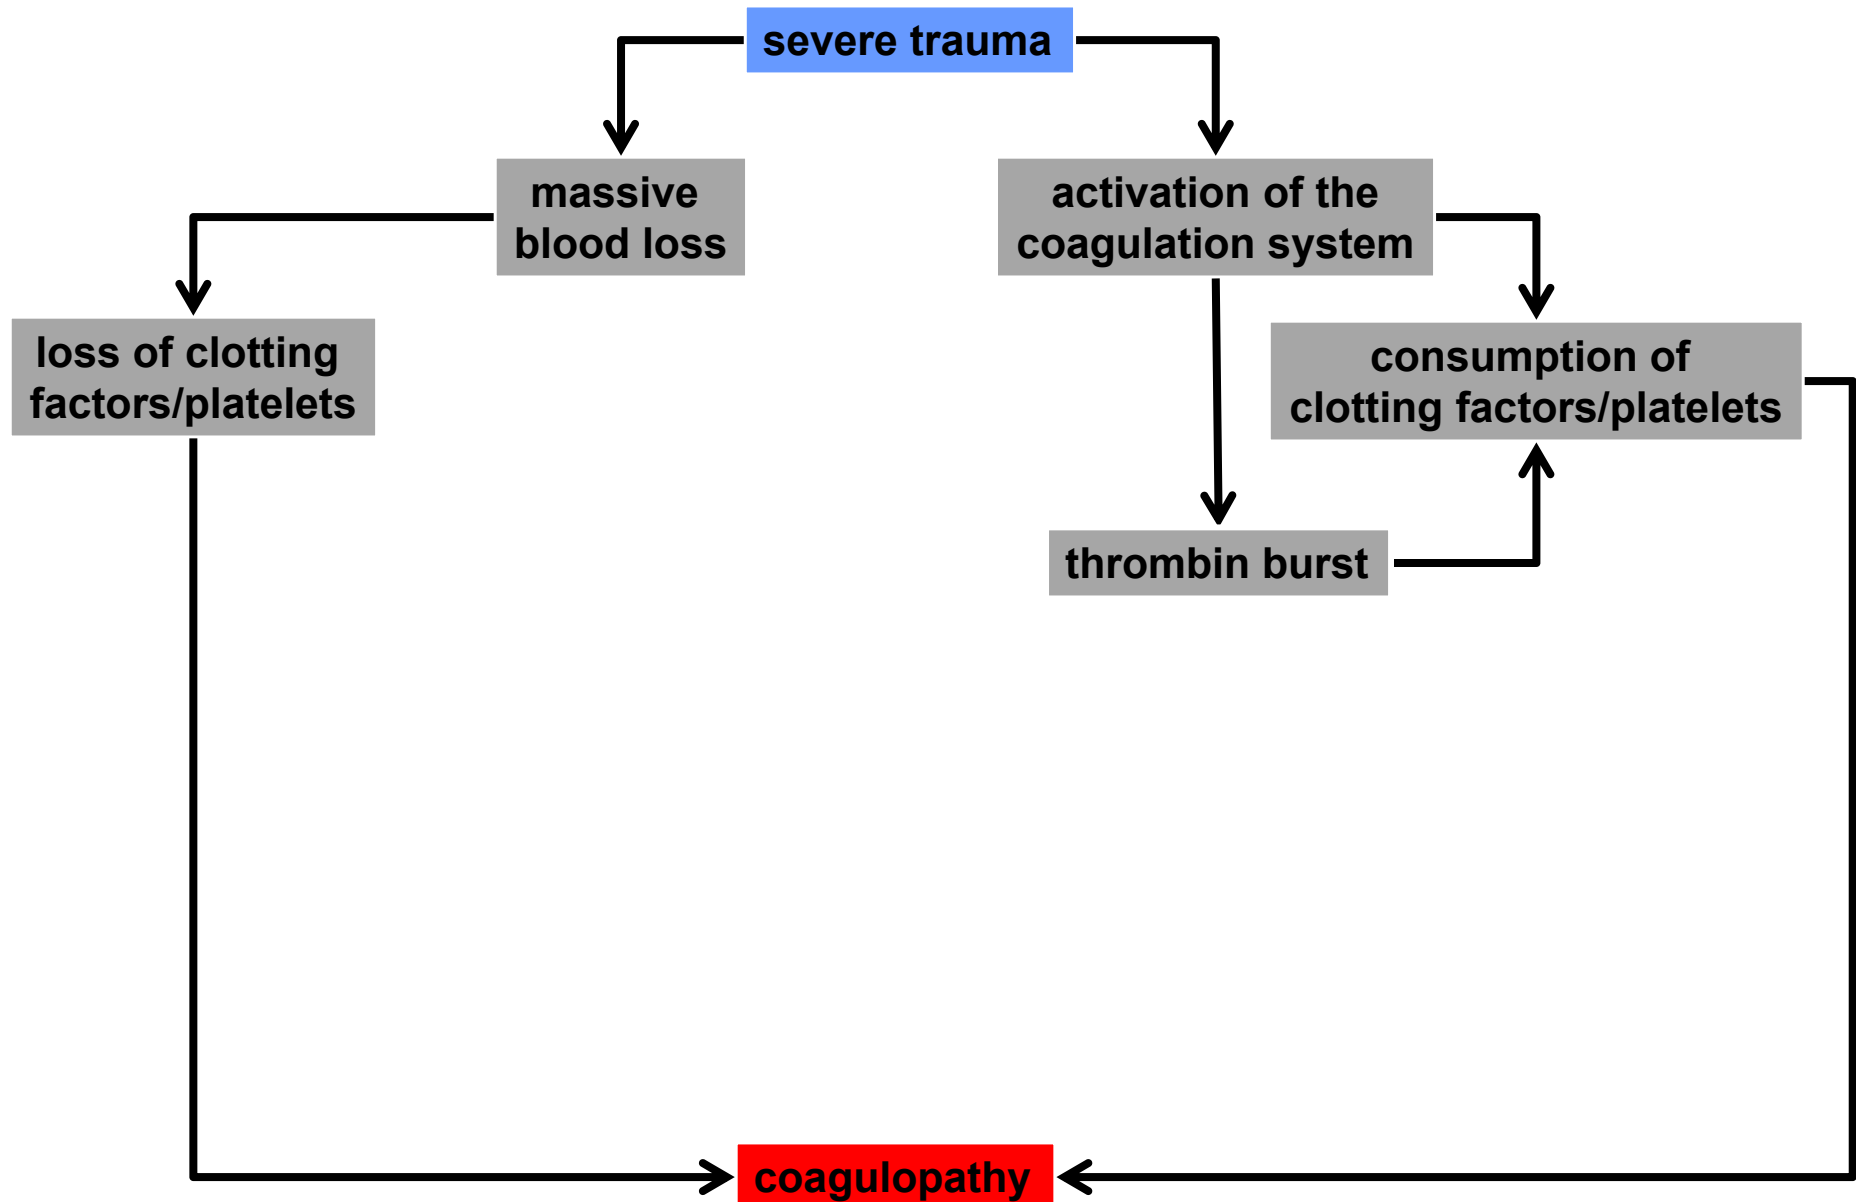 severe trauma
massive
blood loss
activation of the
coagulation system
loss of clotting
factors/platelets
consumption of
clotting factors/platelets
thrombin burst
coagulopathy